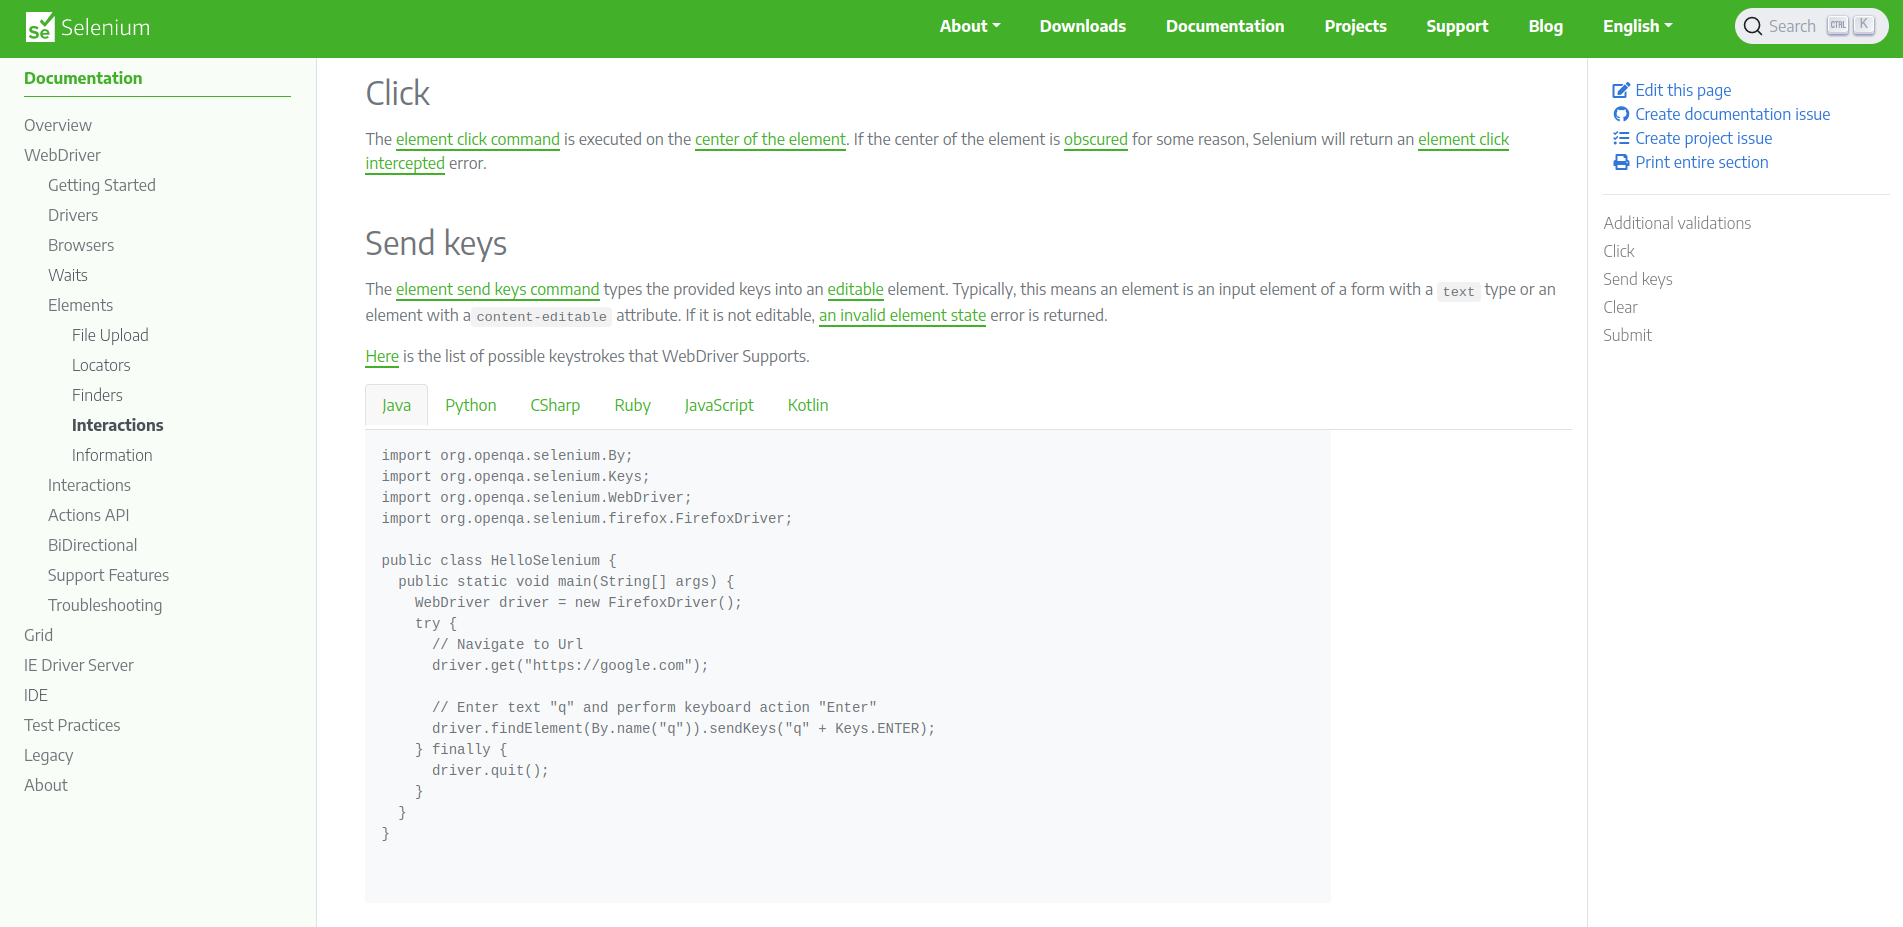 Se Selenium
About Downloads Documentation Projects Support Blog English Search CTRL K
Documentation
Overview
WebDriver
Getting Started
Drivers
Browsers
Waits
Elements
File Upload
Locators
Finders
Interactions
Information
Interactions
Actions API
BiDirectional
Support Features
Troubleshooting
Grid
IE Driver Server
IDE
Test Practices
Legacy
About
Click
The element click command is executed on the center of the element. If the center of the element is obscured for some reason, Selenium will return an element click
intercepted error.
Send keys
The element send keys command types the provided keys into an editable element. Typically, this means an element is an input element of a form with a text type or an
element with a content-editable attribute. If it is not editable, an invalid element state error is returned.
Here is the list of possible keystrokes that WebDriver Supports.
Java Python CSharp Ruby JavaScript Kotlin
import org.openqa.selenium.By;
import org.openqa.selenium.Keys;
import org.openqa.selenium.WebDriver;
import org.openqa.selenium.firefox.FirefoxDriver;
public class HelloSelenium {
  public static void main(String[] args) {
    WebDriver driver = new FirefoxDriver();
    try {
      // Navigate to Url
      driver.get("https://google.com");
      // Enter text "q" and perform keyboard action "Enter"
      driver.findElement(By.name("q")).sendKeys("q" + Keys.ENTER);
    } finally {
      driver.quit();
    }
  }
}
Edit this page
Create documentation issue
Create project issue
Print entire section
Additional validations
Click
Send keys
Clear
Submit